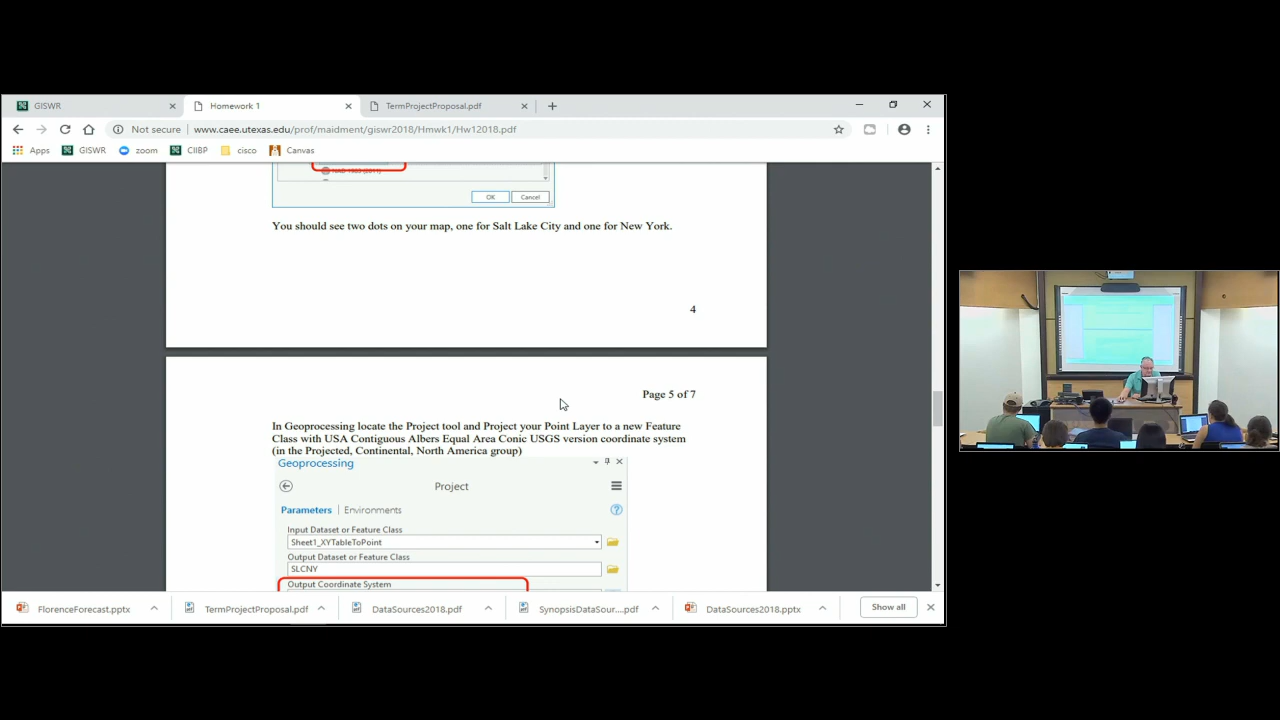 GISWR
Homework 1
TermProjectProposal.pdf
Not secure | www.caee.utexas.edu/prof/maidment/giswr2018/Hmwk1/Hw12018.pdf
Apps GISWR zoom CIIBP cisco Canvas
NAD 1983 (2011)
OK Cancel
You should see two dots on your map, one for Salt Lake City and one for New York.
4
Page 5 of 7
In Geoprocessing locate the Project tool and Project your Point Layer to a new Feature
Class with USA Contiguous Albers Equal Area Conic USGS version coordinate system
(in the Projected, Continental, North America group)
Geoprocessing
Project
Parameters | Environments
Input Dataset or Feature Class
Sheet1_XYTableToPoint
Output Dataset or Feature Class
SLCNY
Output Coordinate System
FlorenceForecast.pptx TermProjectProposal.pdf DataSources2018.pdf SynopsisDataSour....pdf DataSources2018.pptx Show all